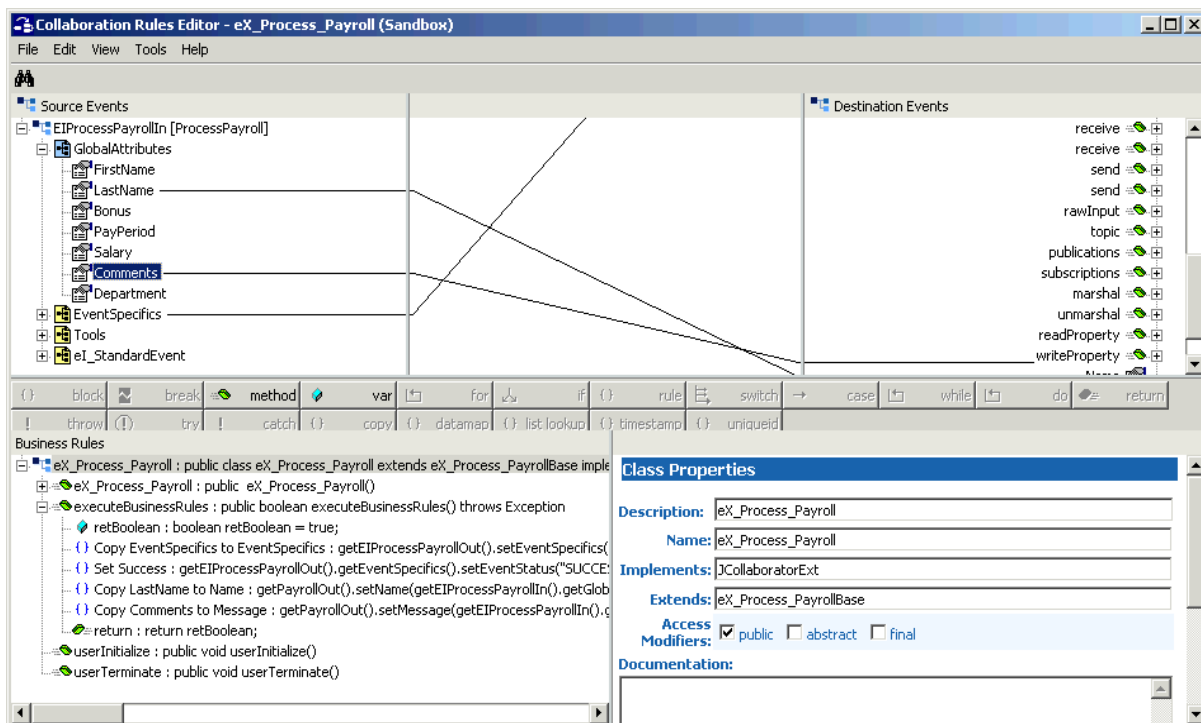 Collaboration Rules Editor - eX_Process_Payroll (Sandbox)
File Edit View Tools Help
Source Events
Destination Events
EIProcessPayrollIn [ProcessPayroll]
GlobalAttributes
FirstName
LastName
Bonus
PayPeriod
Salary
Comments
Department
EventSpecifics
Tools
eI_StandardEvent
receive
receive
send
send
rawInput
topic
publications
subscriptions
marshal
unmarshal
readProperty
writeProperty
Name
{} block break method var for if {} rule switch → case while do return
! throw (!) try ! catch {} copy {} datamap {} list lookup {} timestamp {} uniqueid
Business Rules
eX_Process_Payroll : public class eX_Process_Payroll extends eX_Process_PayrollBase imple
eX_Process_Payroll : public eX_Process_Payroll()
executeBusinessRules : public boolean executeBusinessRules() throws Exception
retBoolean : boolean retBoolean = true;
{} Copy EventSpecifics to EventSpecifics : getEIProcessPayrollOut().setEventSpecifics(
{} Set Success : getEIProcessPayrollOut().getEventSpecifics().setEventStatus("SUCCE
{} Copy LastName to Name : getPayrollOut().setName(getEIProcessPayrollIn().getGlob
{} Copy Comments to Message : getPayrollOut().setMessage(getEIProcessPayrollIn().g
return : return retBoolean;
userInitialize : public void userInitialize()
userTerminate : public void userTerminate()
Class Properties
Description: eX_Process_Payroll
Name: eX_Process_Payroll
Implements: JCollaboratorExt
Extends: eX_Process_PayrollBase
Access
Modifiers: public abstract final
Documentation: